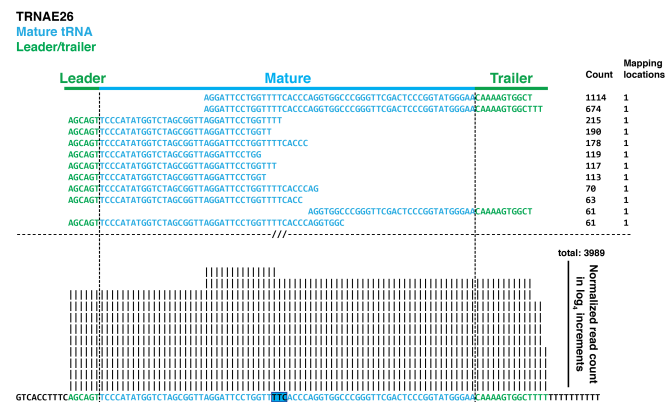 TRNAE26
Mature tRNA
Leader/trailer
Leader Mature Trailer Count Mapping locations
AGGATTCCTGGTTTTCACCCAGGTGGCCCGGGTTCGACTCCCGGTATGGGAACAAAAGTGGCT 1114 1
AGGATTCCTGGTTTTCACCCAGGTGGCCCGGGTTCGACTCCCGGTATGGGAACAAAAGTGGCTTT 674 1
AGCAGTTCCCATATGGTCTAGCGGTTAGGATTCCTGGTTTT 215 1
AGCAGTTCCCATATGGTCTAGCGGTTAGGATTCCTGGTT 190 1
AGCAGTTCCCATATGGTCTAGCGGTTAGGATTCCTGGTTTTCACCC 178 1
AGCAGTTCCCATATGGTCTAGCGGTTAGGATTCCTGG 119 1
AGCAGTTCCCATATGGTCTAGCGGTTAGGATTCCTGGTTT 117 1
AGCAGTTCCCATATGGTCTAGCGGTTAGGATTCCTGGT 113 1
AGCAGTTCCCATATGGTCTAGCGGTTAGGATTCCTGGTTTTCACCCAG 70 1
AGCAGTTCCCATATGGTCTAGCGGTTAGGATTCCTGGTTTTCACC 63 1
AGGTGGCCCGGGTTCGACTCCCGGTATGGGAACAAAAGTGGCT 61 1
AGCAGTTCCCATATGGTCTAGCGGTTAGGATTCCTGGTTTTCACCCAGGTGGC 61 1
///
total: 3989
Normalized read count
in log4 increments
GTCACCTTTCAGCAGTTCCCATATGGTCTAGCGGTTAGGATTCCTGGTTTTCACCCAGGTGGCCCGGGTTCGACTCCCGGTATGGGAACAAAAGTGGCTTTTTTTTTTTTTT